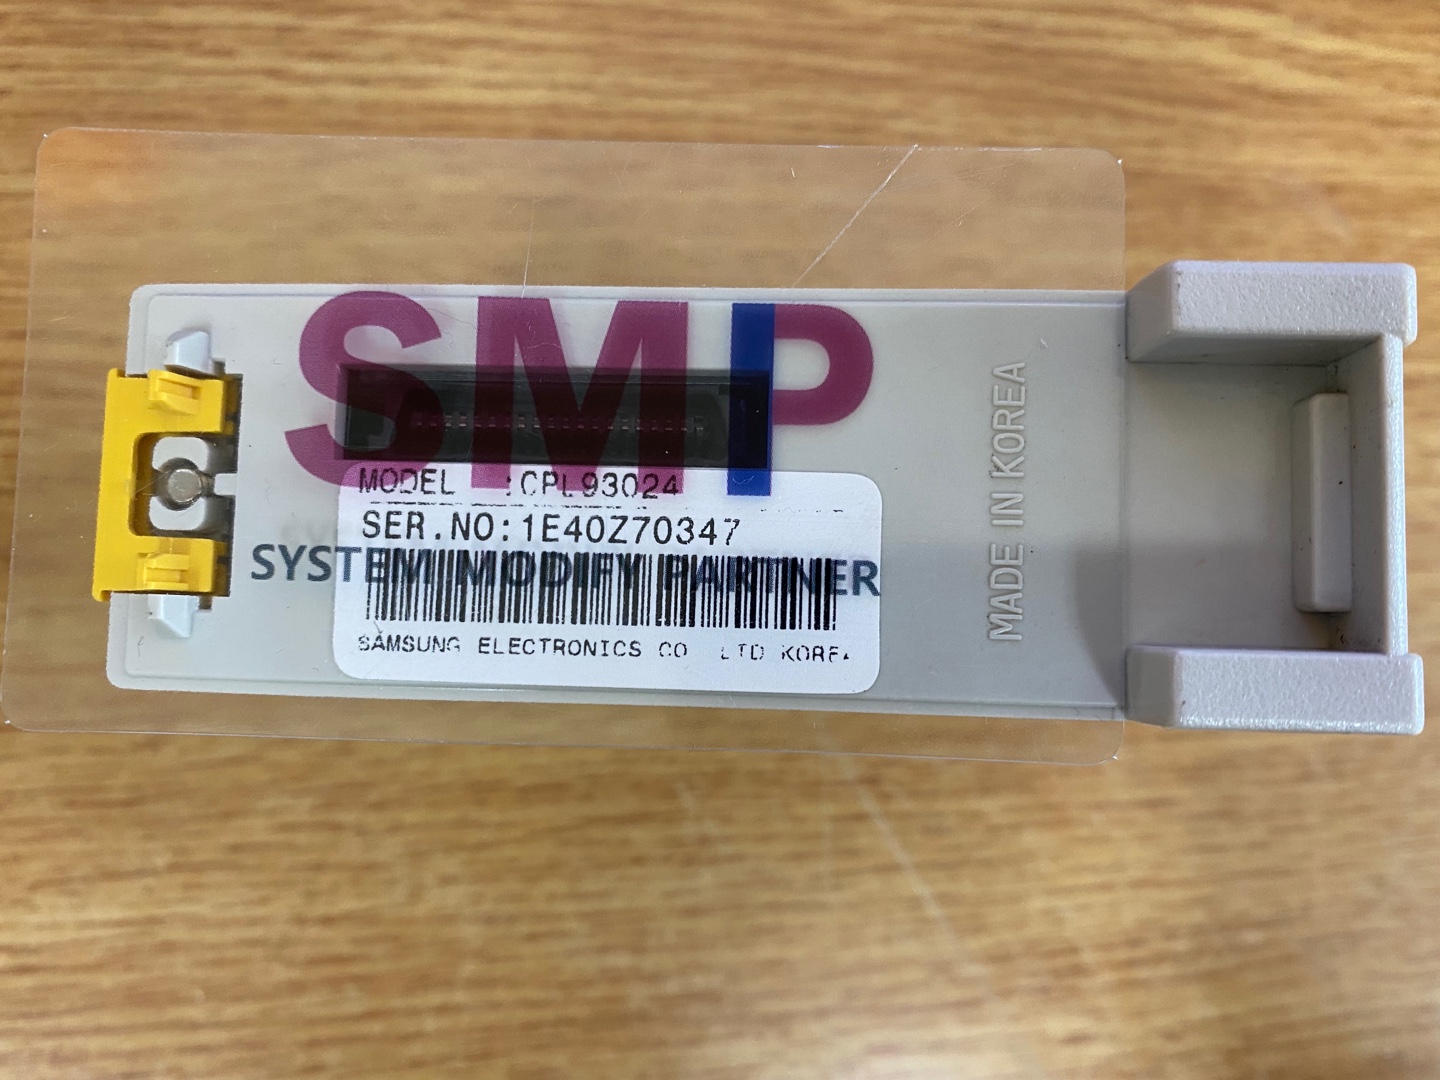 SMP
MODEL :CPL93024
SER.NO:1E40Z70347
SYSTEM MODIFY PARTNER
SAMSUNG ELECTRONICS CO LTD KOREA
MADE IN KOREA